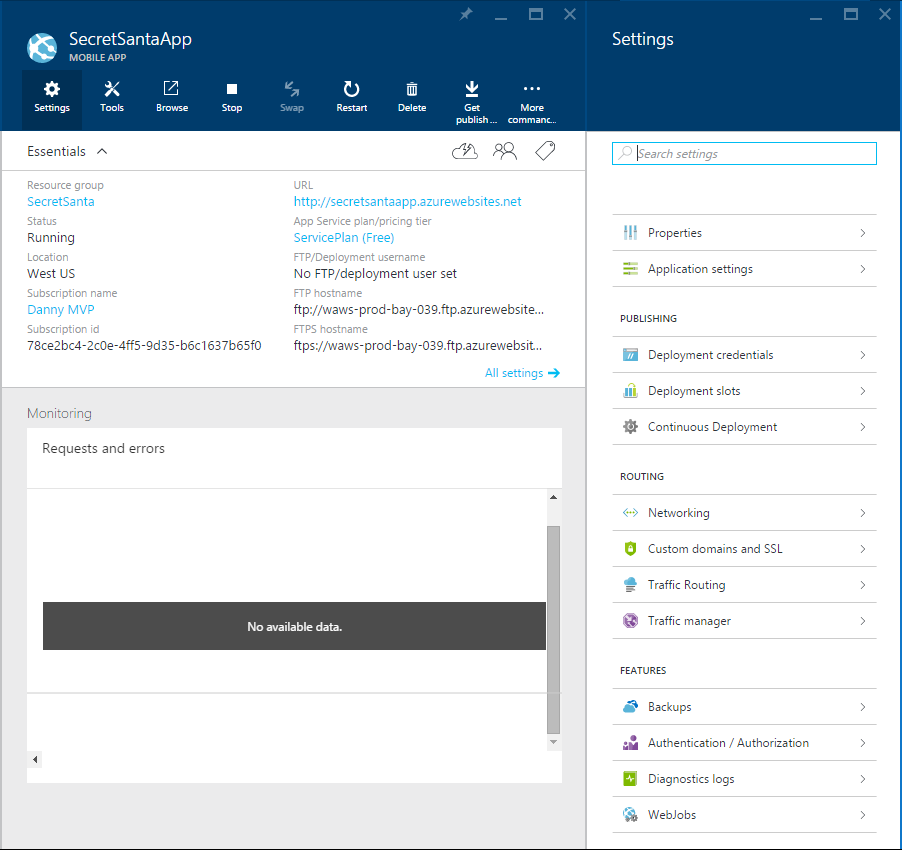 SecretSantaApp
MOBILE APP
Settings
Tools
Browse
Stop
Swap
Restart
Delete
Get
publish ...
More
commanc...
Essentials
Resource group
SecretSanta
Status
Running
Location
West US
Subscription name
Danny MVP
Subscription id
78ce2bc4-2c0e-4ff5-9d35-b6c1637b65f0
URL
http://secretsantaapp.azurewebsites.net
App Service plan/pricing tier
ServicePlan (Free)
FTP/Deployment username
No FTP/deployment user set
FTP hostname
ftp://waws-prod-bay-039.ftp.azurewebsite...
FTPS hostname
ftps://waws-prod-bay-039.ftp.azurewebsit...
All settings
Monitoring
Requests and errors
No available data.
Settings
Search settings
Properties
Application settings
PUBLISHING
Deployment credentials
Deployment slots
Continuous Deployment
ROUTING
Networking
Custom domains and SSL
Traffic Routing
Traffic manager
FEATURES
Backups
Authentication / Authorization
Diagnostics logs
WebJobs